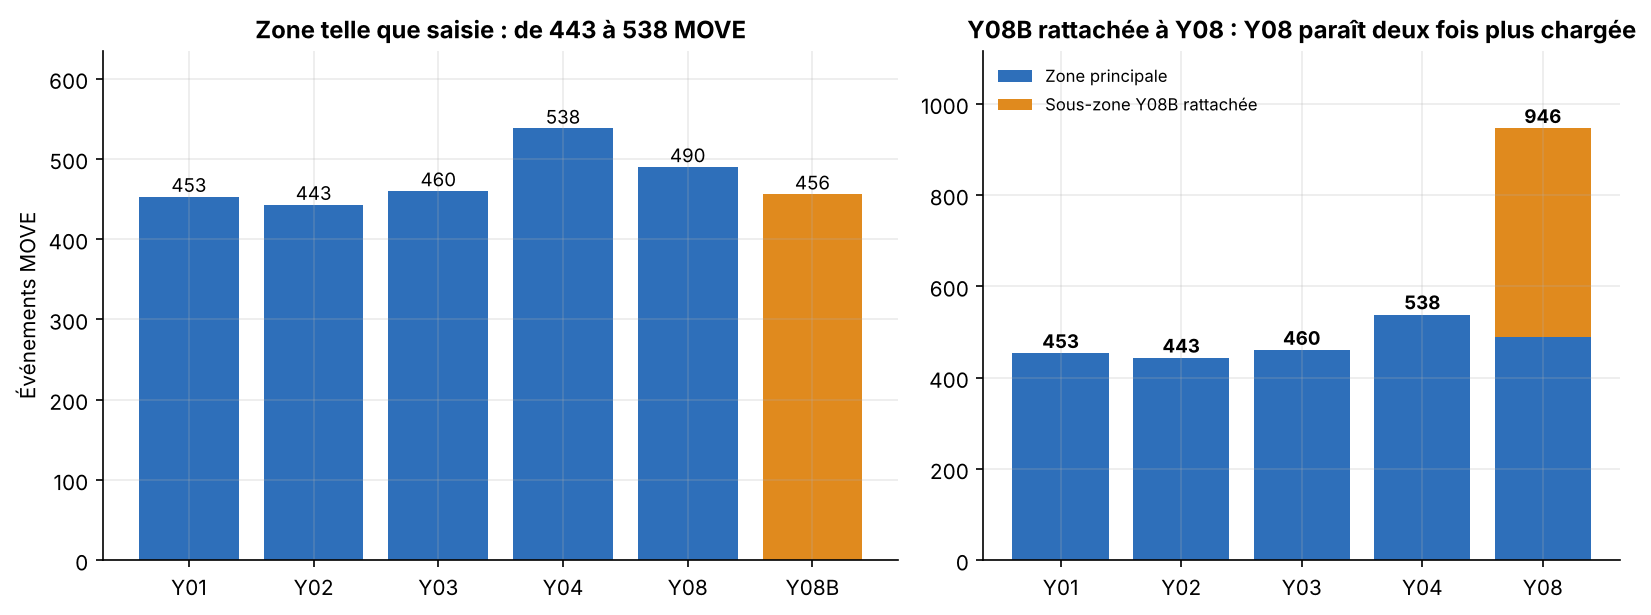 Zone telle que saisie : de 443 à 538 MOVE
Événements MOVE
600
500
400
300
200
100
0
453
443
460
538
490
456
Y01
Y02
Y03
Y04
Y08
Y08B
Y08B rattachée à Y08 : Y08 paraît deux fois plus chargée
Zone principale
Sous-zone Y08B rattachée
1000
800
600
400
200
0
453
443
460
538
946
Y01
Y02
Y03
Y04
Y08